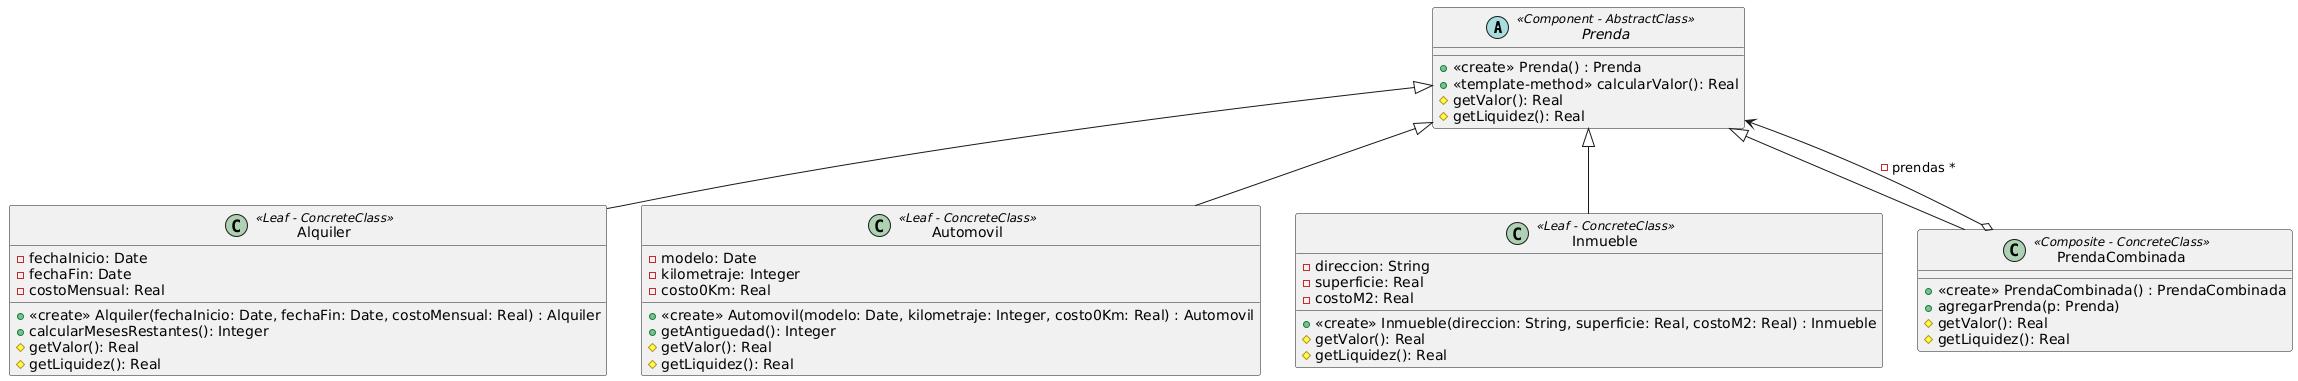 «Component - AbstractClass»
A
Prenda
«create» Prenda() : Prenda
«template-method» calcularValor(): Real
getValor(): Real
getLiquidez(): Real
prendas *
«Leaf - ConcreteClass»
C
Alquiler
fechaInicio: Date
fechaFin: Date
costoMensual: Real
«create» Alquiler(fechaInicio: Date, fechaFin: Date, costoMensual: Real) : Alquiler
calcularMesesRestantes(): Integer
getValor(): Real
getLiquidez(): Real
«Leaf - ConcreteClass»
C
Automovil
modelo: Date
kilometraje: Integer
costo0Km: Real
«create» Automovil(modelo: Date, kilometraje: Integer, costo0Km: Real) : Automovil
getAntiguedad(): Integer
getValor(): Real
getLiquidez(): Real
«Leaf - ConcreteClass»
C
Inmueble
direccion: String
superficie: Real
costoM2: Real
«create» Inmueble(direccion: String, superficie: Real, costoM2: Real) : Inmueble
getValor(): Real
getLiquidez(): Real
«Composite - ConcreteClass»
C
PrendaCombinada
«create» PrendaCombinada() : PrendaCombinada
agregarPrenda(p: Prenda)
getValor(): Real
getLiquidez(): Real